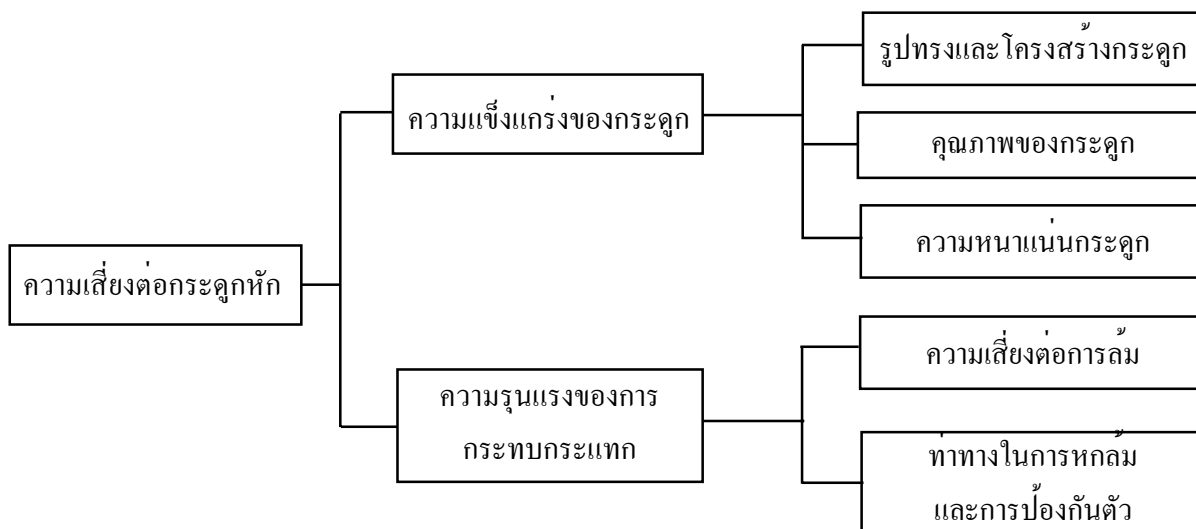 รูปทรงและโครงสร้างกระดูก
ความแข็งแกร่งของกระดูก
คุณภาพของกระดูก
ความหนาแน่นกระดูก
ความเสี่ยงต่อกระดูกหัก
ความเสี่ยงต่อการล้ม
ความรุนแรงของการ
กระทบกระแทก
ท่าทางในการหกล้ม
และการป้องกันตัว